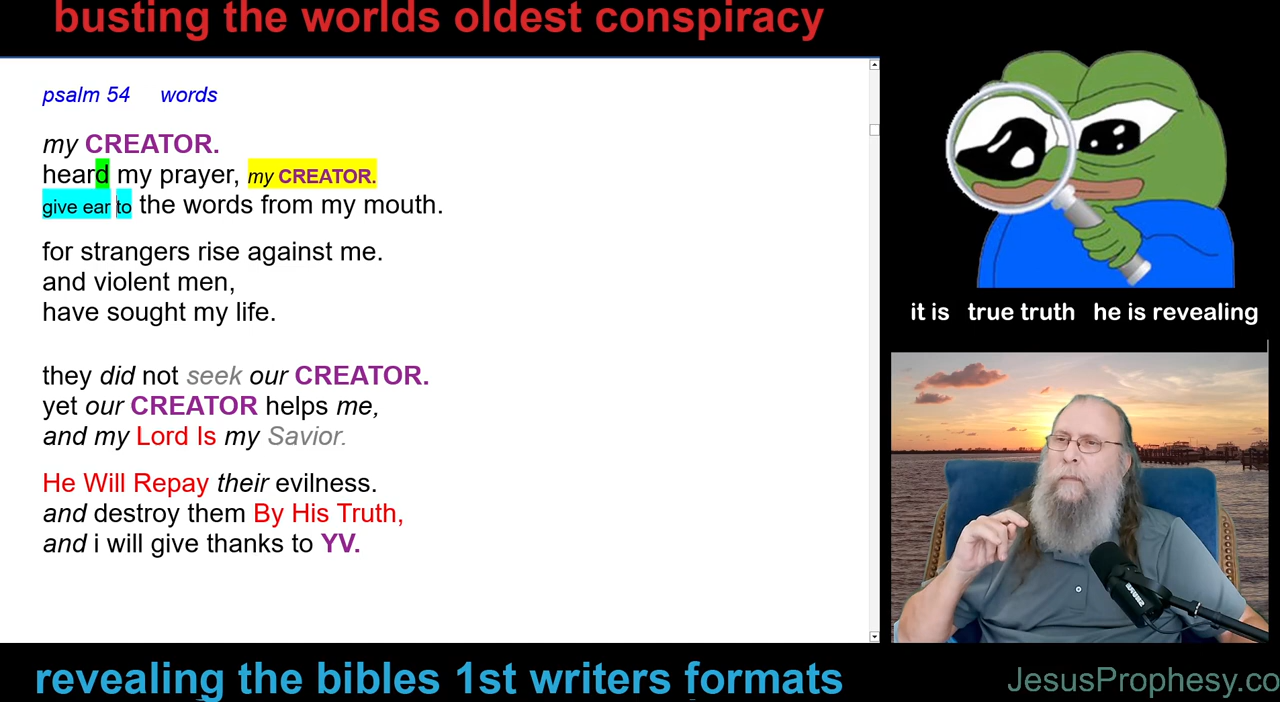 busting the worlds oldest conspiracy
psalm 54 words
my CREATOR.
heard my prayer, my CREATOR.
give ear to the words from my mouth.
for strangers rise against me.
and violent men,
have sought my life.
they did not seek our CREATOR.
yet our CREATOR helps me,
and my Lord Is my Savior.
He Will Repay their evilness.
and destroy them By His Truth,
and i will give thanks to YV.
it is true truth he is revealing
revealing the bibles 1st writers formats
JesusProphesy.co